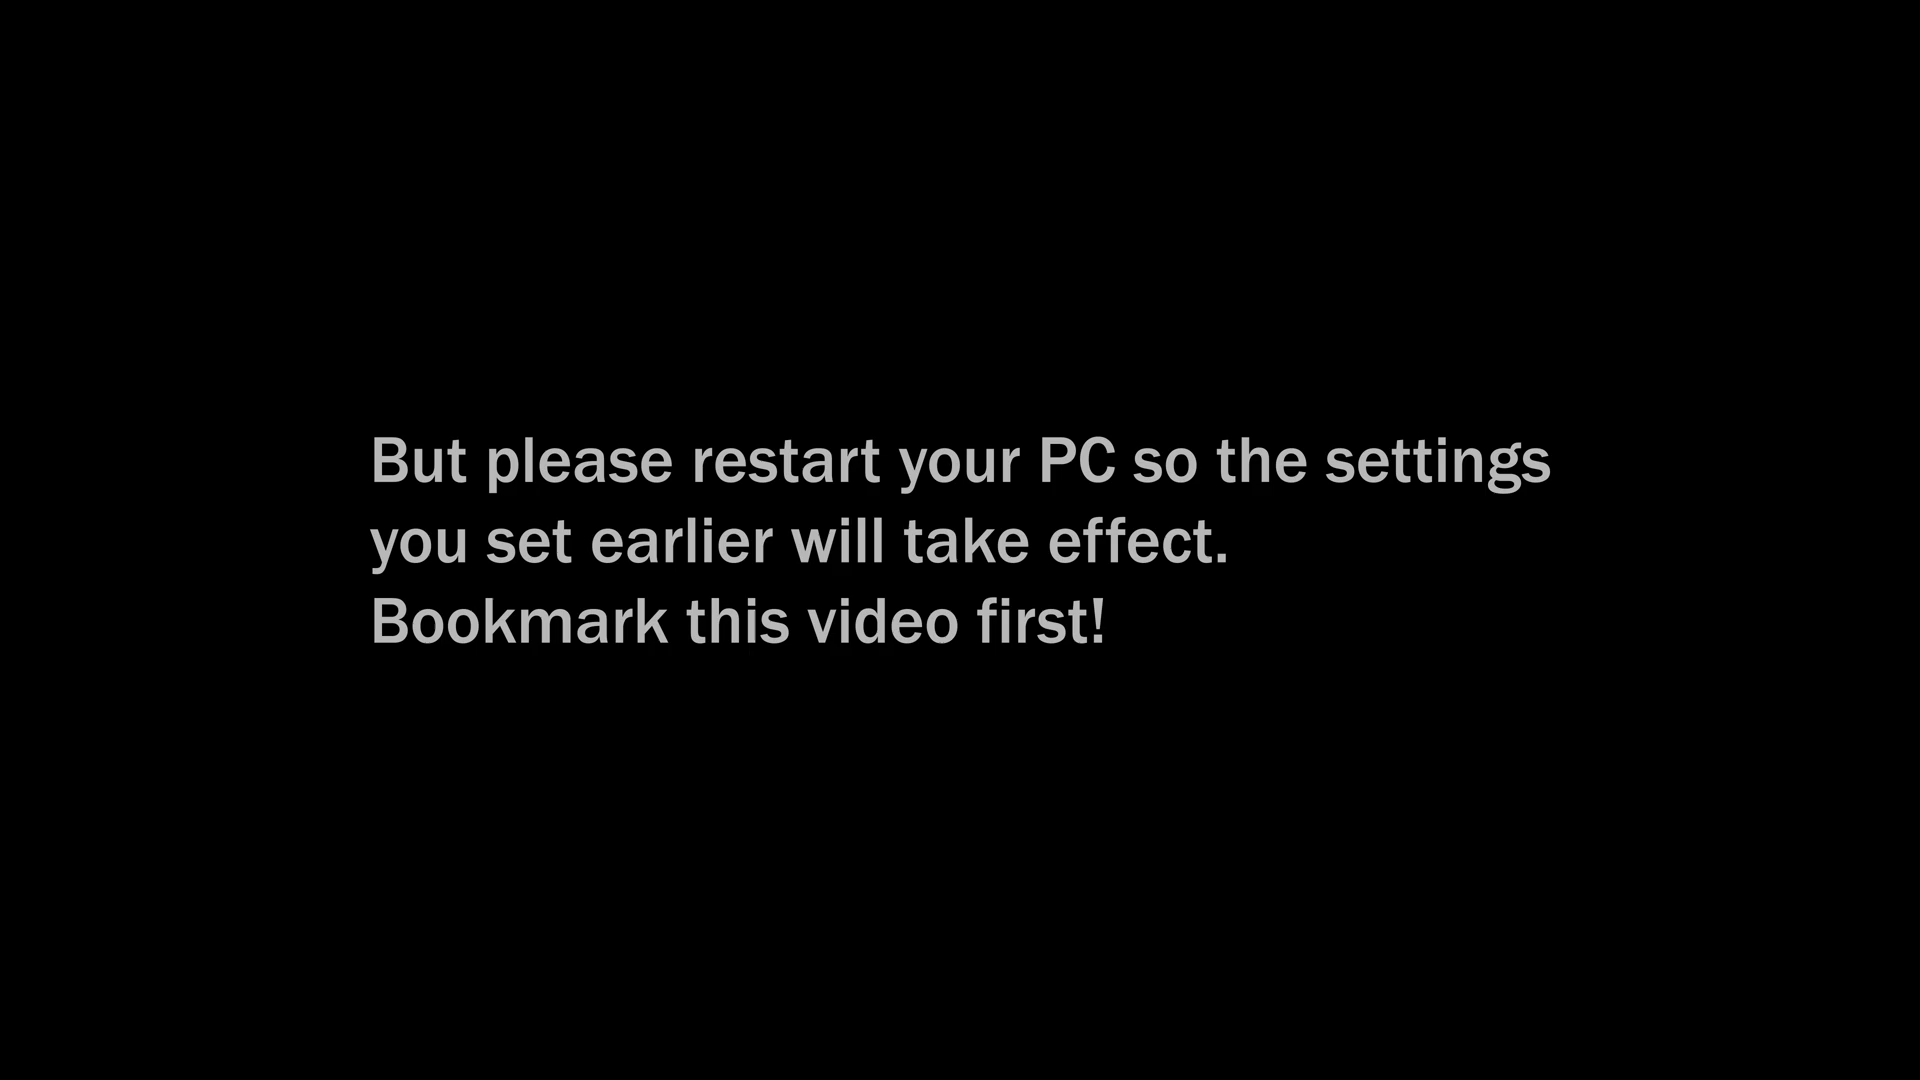 But please restart your PC so the settings
you set earlier will take effect.
Bookmark this video first!